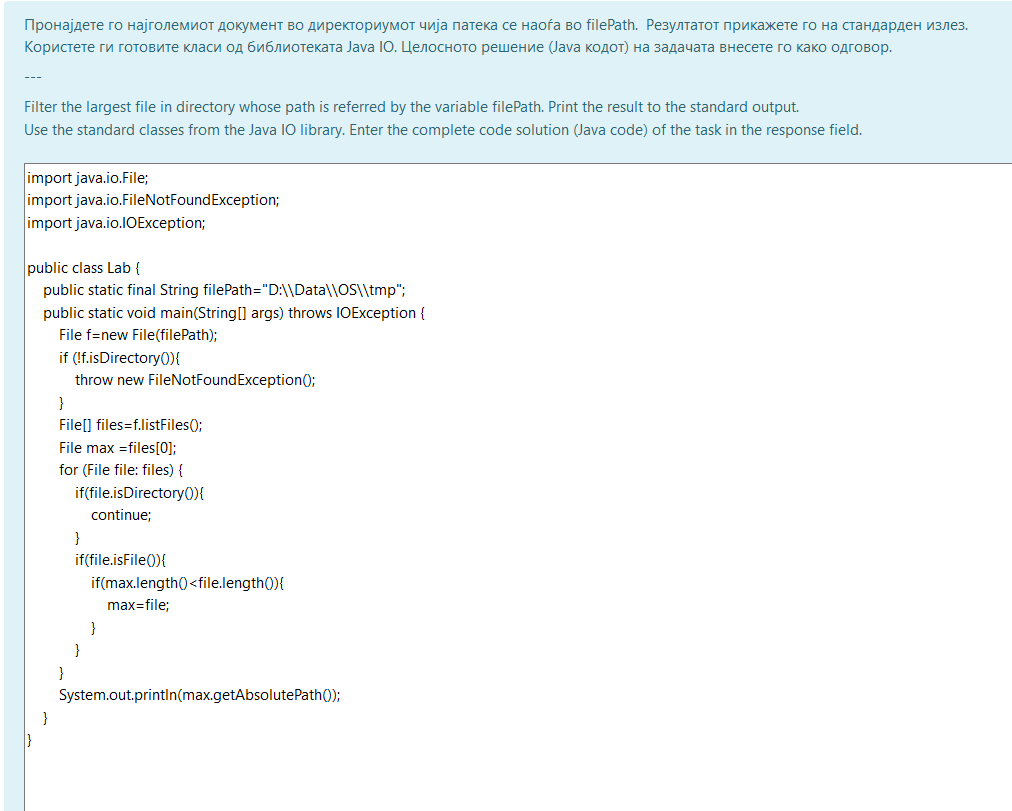 Пронајдете го најголемиот документ во директориумот чија патека се наоѓа во filePath.  Резултатот прикажете го на стандарден излез.
Користете ги готовите класи од библиотеката Java IO. Целосното решение (Java кодот) на задачата внесете го како одговор.
---
Filter the largest file in directory whose path is referred by the variable filePath. Print the result to the standard output.
Use the standard classes from the Java IO library. Enter the complete code solution (Java code) of the task in the response field.
import java.io.File;
import java.io.FileNotFoundException;
import java.io.IOException;

public class Lab {
    public static final String filePath="D:\\Data\\OS\\tmp";
    public static void main(String[] args) throws IOException {
        File f=new File(filePath);
        if (!f.isDirectory()){
            throw new FileNotFoundException();
        }
        File[] files=f.listFiles();
        File max =files[0];
        for (File file: files) {
            if(file.isDirectory()){
                continue;
            }
            if(file.isFile()){
                if(max.length()<file.length()){
                    max=file;
                }
            }
        }
        System.out.println(max.getAbsolutePath());
    }
}